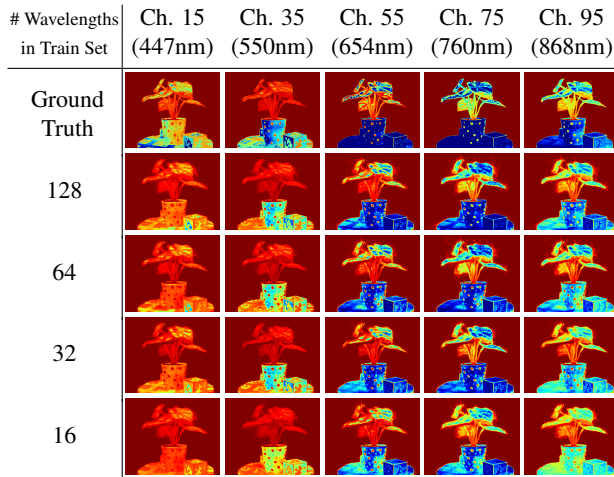 # Wavelengths in Train Set
Ch. 15 (447nm)
Ch. 35 (550nm)
Ch. 55 (654nm)
Ch. 75 (760nm)
Ch. 95 (868nm)
Ground Truth
128
64
32
16